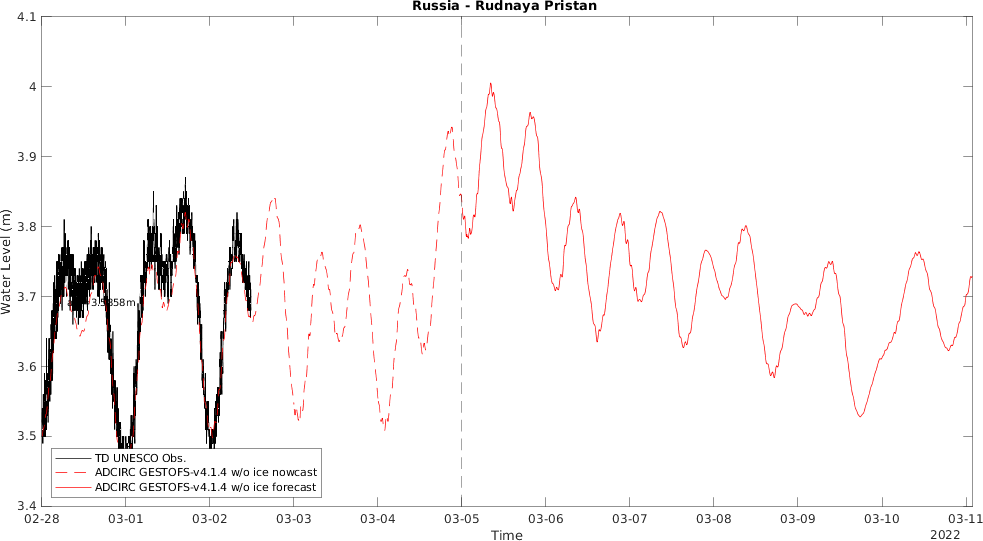 Russia - Rudnaya Pristan
4.1
4
3.9
3.8
3.7
3.6
3.5
3.4
Water Level (m)
TD UNESCO Obs.
ADCIRC GESTOFS-v4.1.4 w/o ice nowcast
ADCIRC GESTOFS-v4.1.4 w/o ice forecast
02-28 03-01 03-02 03-03 03-04 03-05 03-06 03-07 03-08 03-09 03-10 03-11
Time
2022